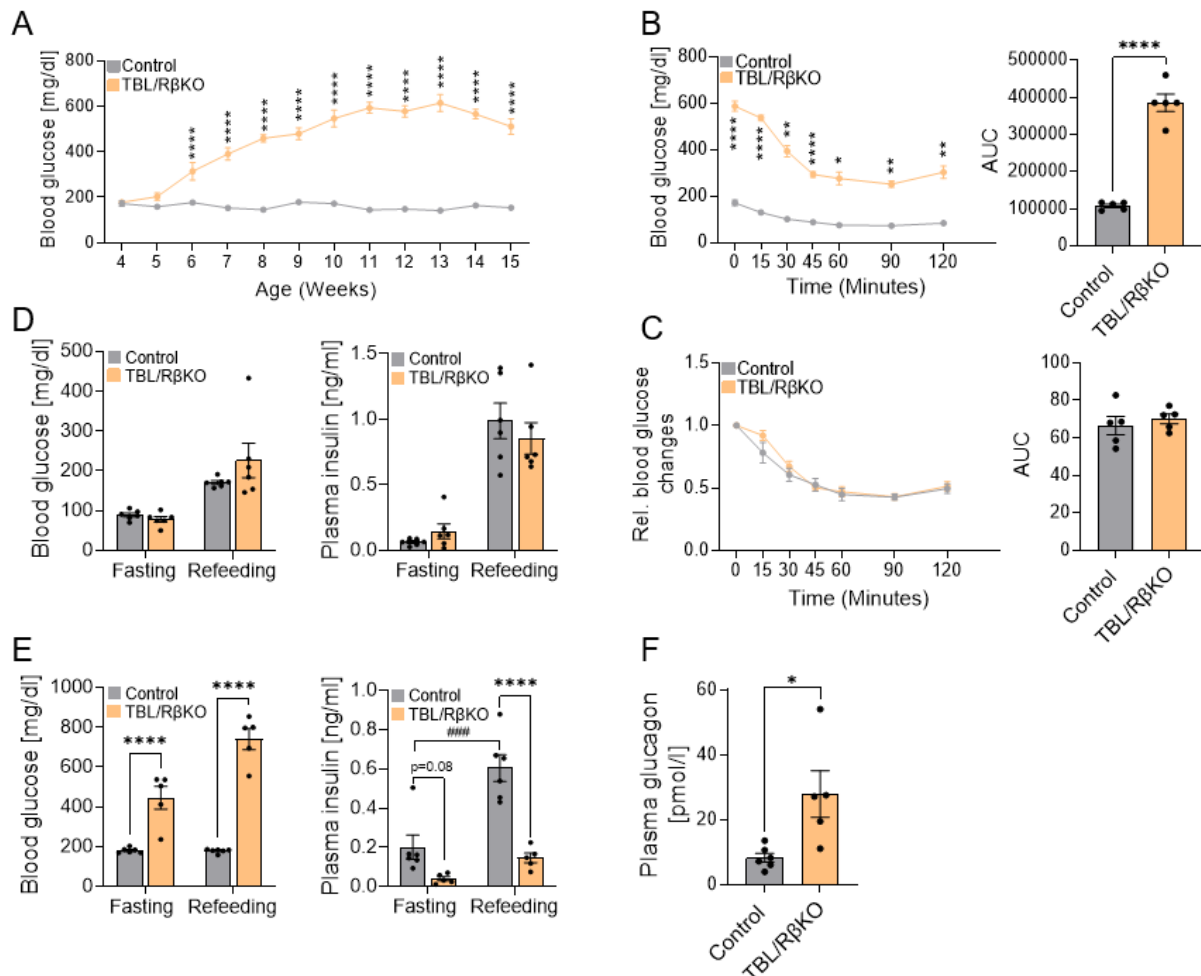 A
Blood glucose [mg/dl]
800
600
400
200
0
Control
TBL/RβKO
****
****
****
****
****
****
****
****
****
****
4 5 6 7 8 9 10 11 12 13 14 15
Age (Weeks)
B
Blood glucose [mg/dl]
800
600
400
200
0
Control
TBL/RβKO
****
****
**
****
*
**
**
0 15 30 45 60 90 120
Time (Minutes)
AUC
500000
400000
300000
200000
100000
0
****
Control
TBL/RβKO
D
Blood glucose [mg/dl]
500
400
300
200
100
0
Control
TBL/RβKO
Fasting Refeeding
Plasma insulin [ng/ml]
1.5
1.0
0.5
0.0
Control
TBL/RβKO
Fasting Refeeding
C
Rel. blood glucose
changes
1.5
1.0
0.5
0.0
Control
TBL/RβKO
0 15 30 45 60 90 120
Time (Minutes)
AUC
100
80
60
40
20
0
Control
TBL/RβKO
E
Blood glucose [mg/dl]
1000
800
600
400
200
0
Control
TBL/RβKO
****
****
Fasting Refeeding
Plasma insulin [ng/ml]
1.0
0.8
0.6
0.4
0.2
0.0
Control
TBL/RβKO
****
###
p=0.08
Fasting Refeeding
F
Plasma glucagon
[pmol/l]
60
40
20
0
*
Control
TBL/RβKO